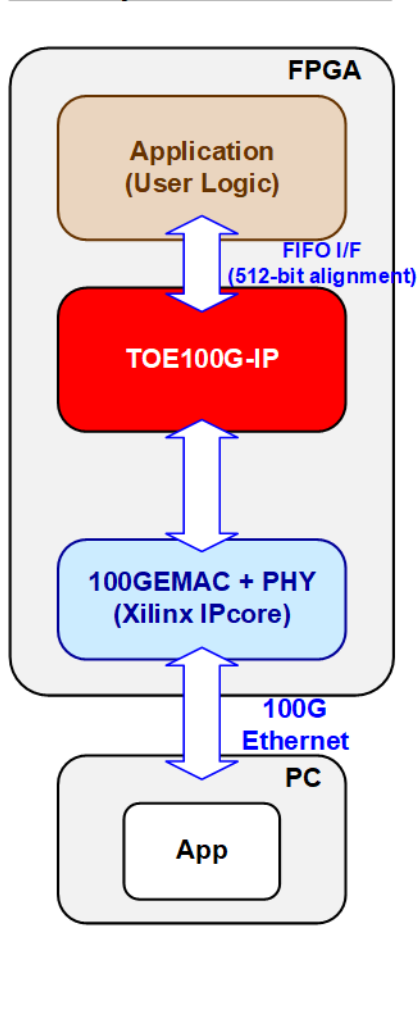 FPGA
Application
(User Logic)
FIFO I/F
(512-bit alignment)
TOE100G-IP
100GEMAC + PHY
(Xilinx IPcore)
100G
Ethernet
PC
App